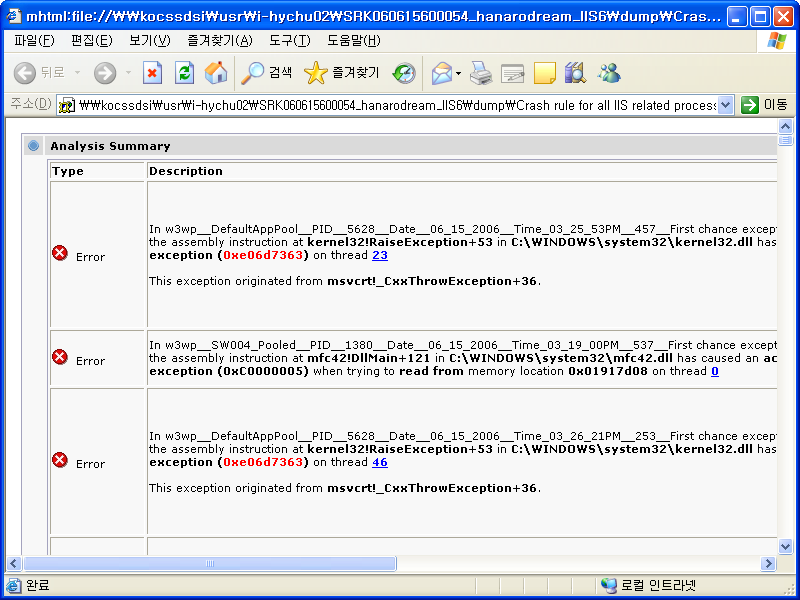 mhtml:file://₩₩kocssdsi₩usr₩i-hychu02₩SRK060615600054_hanarodream_IIS6₩dump₩Cras...
파일(F) 편집(E) 보기(V) 즐겨찾기(A) 도구(T) 도움말(H)
뒤로 검색 즐겨찾기
주소(D) ₩₩kocssdsi₩usr₩i-hychu02₩SRK060615600054_hanarodream_IIS6₩dump₩Crash rule for all IIS related process 이동
Analysis Summary
Type Description
In w3wp__DefaultAppPool__PID__5628__Date__06_15_2006__Time_03_25_53PM__457__First chance excep
the assembly instruction at kernel32!RaiseException+53 in C:\WINDOWS\system32\kernel32.dll has
Error
exception (0xe06d7363) on thread 23
This exception originated from msvcrt!_CxxThrowException+36.
In w3wp__SW004_Pooled__PID__1380__Date__06_15_2006__Time_03_19_00PM__537__First chance except
Error
the assembly instruction at mfc42!DllMain+121 in C:\WINDOWS\system32\mfc42.dll has caused an ac
exception (0xC0000005) when trying to read from memory location 0x01917d08 on thread 0
In w3wp__DefaultAppPool__PID__5628__Date__06_15_2006__Time_03_26_21PM__253__First chance excep
the assembly instruction at kernel32!RaiseException+53 in C:\WINDOWS\system32\kernel32.dll has
Error
exception (0xe06d7363) on thread 46
This exception originated from msvcrt!_CxxThrowException+36.
완료 로컬 인트라넷